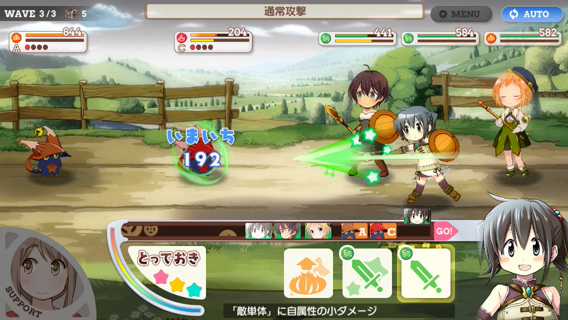 WAVE 3/3 5
通常攻撃
MENU
AUTO
844
A
204
C
441
584
582
いまいち
192
A
C
GO!
とっておき
SUPPORT
「敵単体」に自属性の小ダメージ